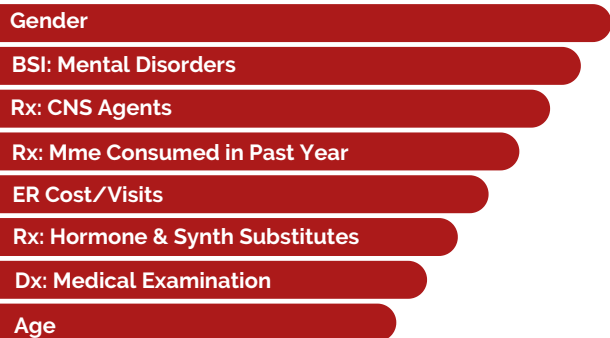 Gender
BSI: Mental Disorders
Rx: CNS Agents
Rx: Mme Consumed in Past Year
ER Cost/Visits
Rx: Hormone & Synth Substitutes
Dx: Medical Examination
Age